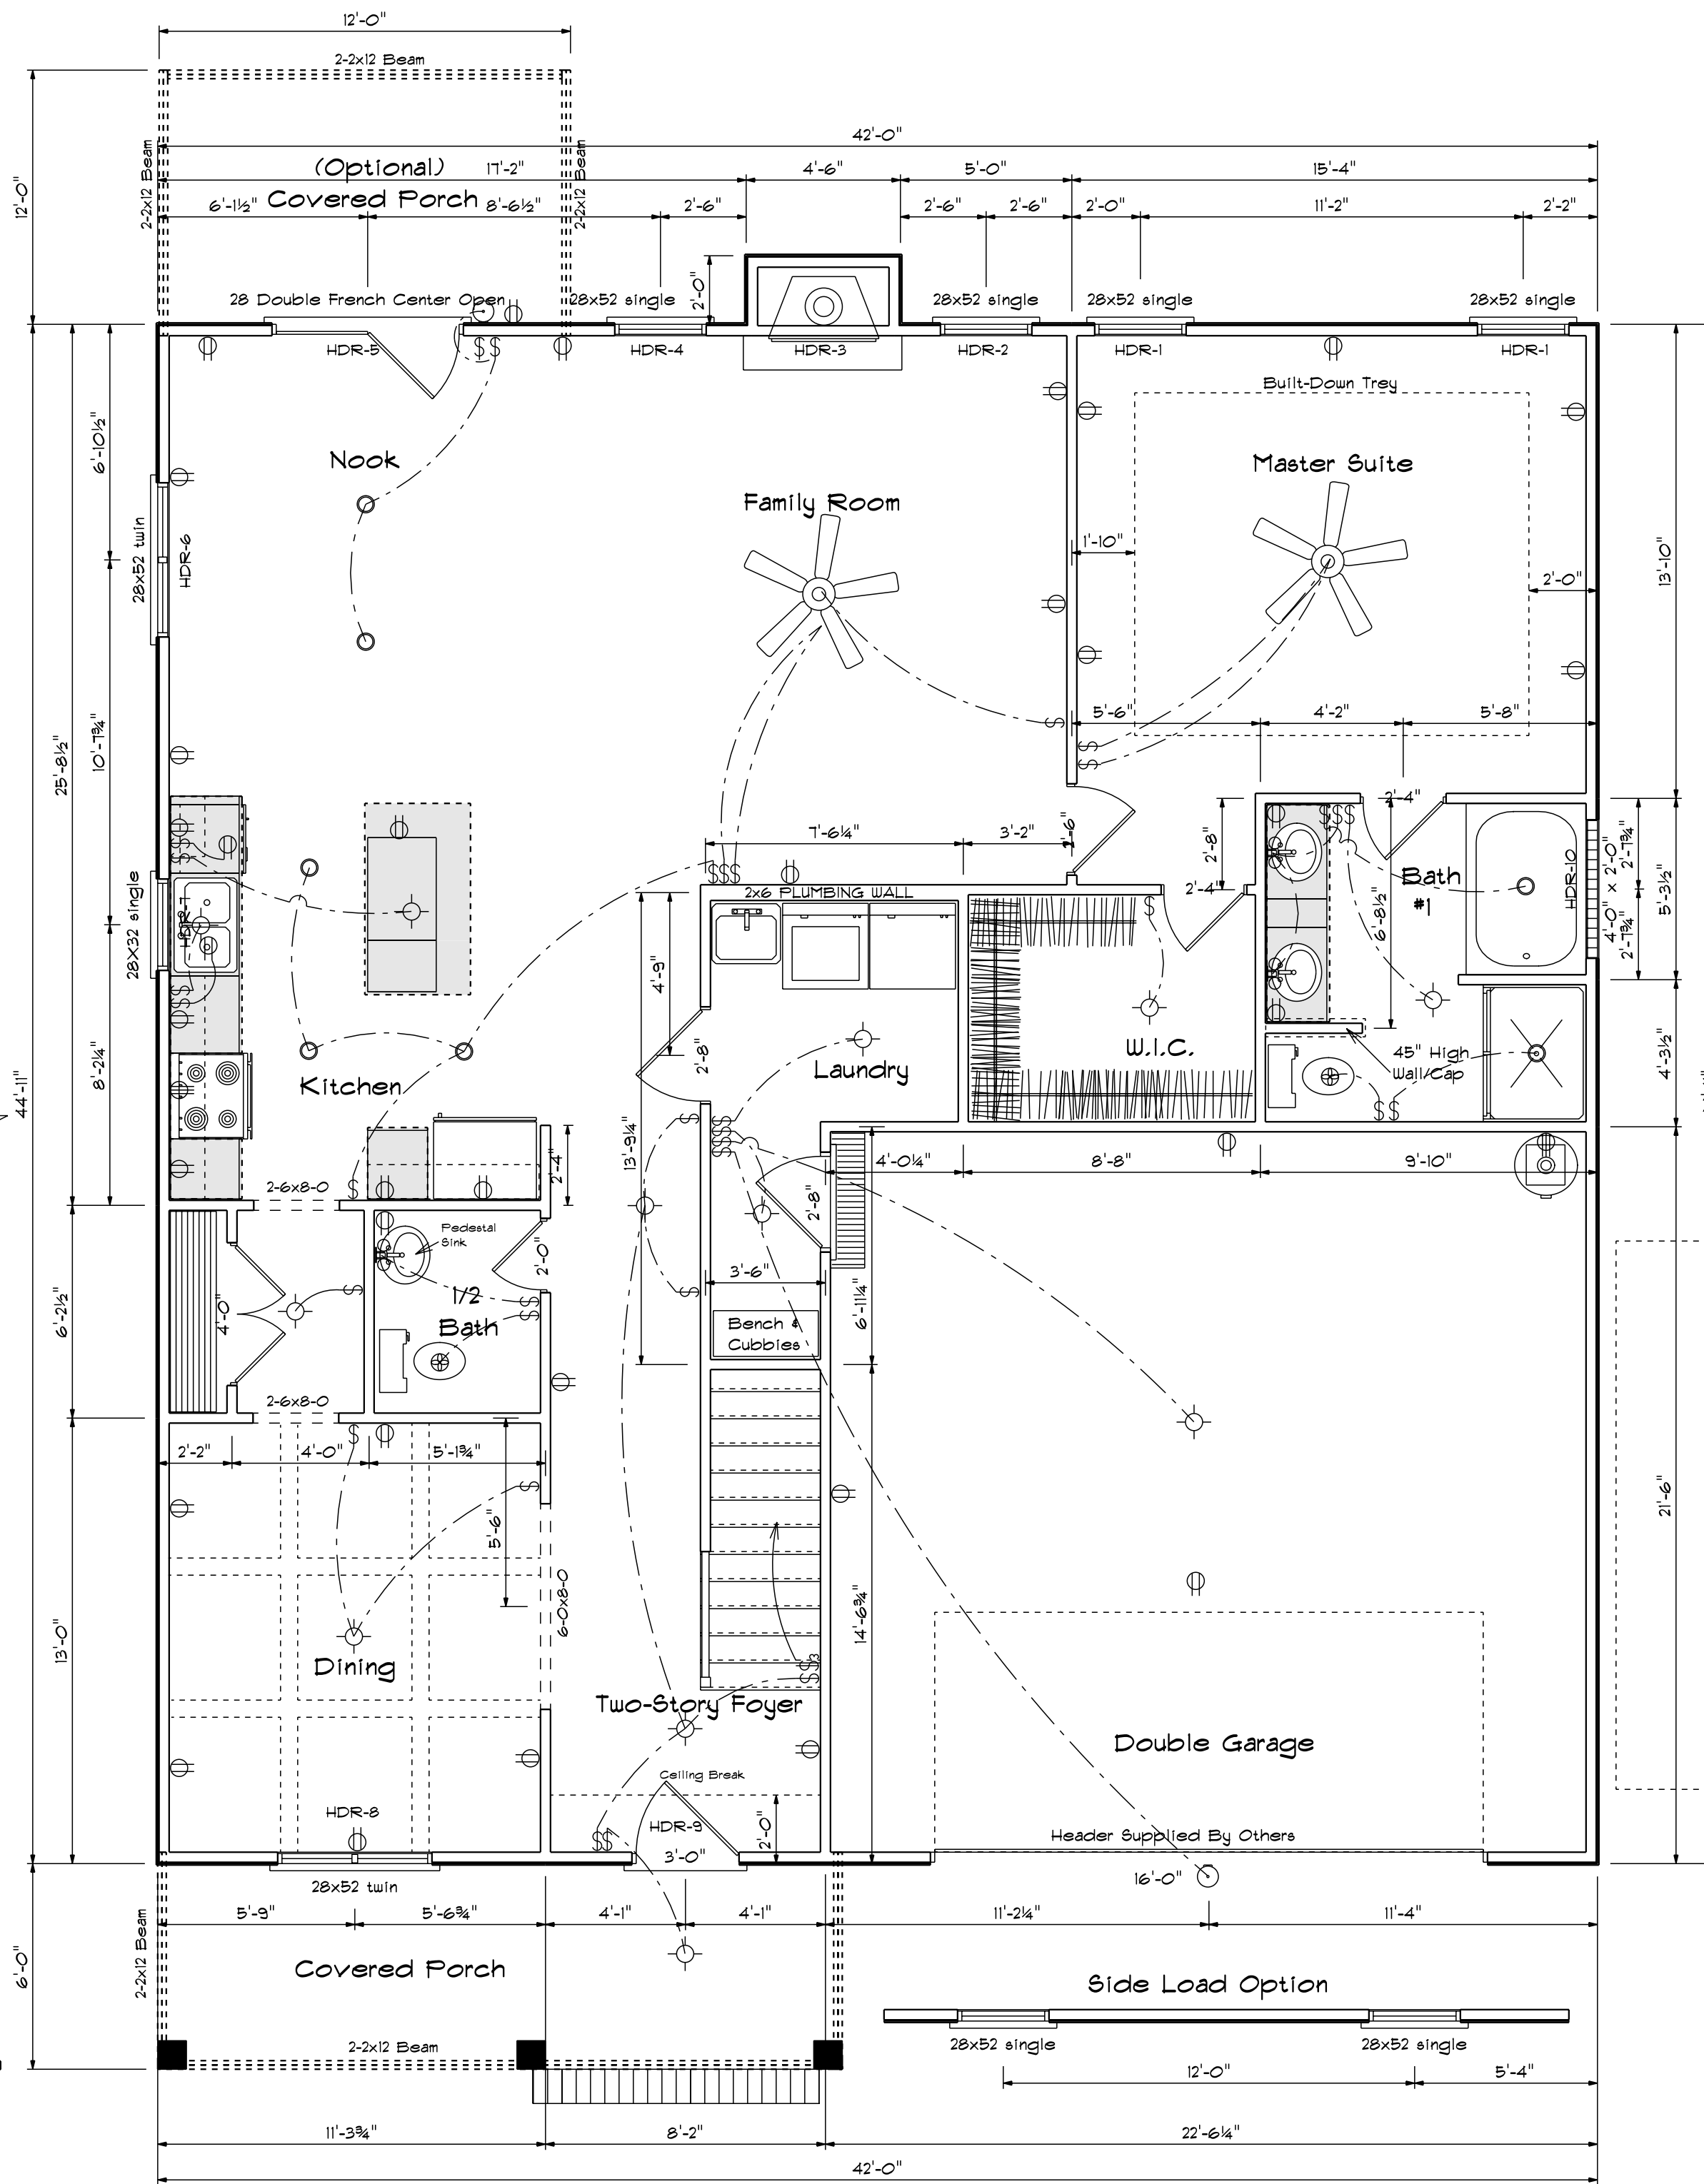 12'-0"
2-2x12 Beam
42'-0"
(Optional)
17'-2"
4'-6"
5'-0"
15'-4"
12'-0"
2-2x12 Beam
2-2x12 Beam
Covered Porch
6'-1½"
8'-6½"
2'-6"
2'-6"
2'-6"
2'-0"
11'-2"
2'-2"
2'-0"
28 Double French Center Open
28x52 single
28x52 single
28x52 single
28x52 single
HDR-5
HDR-4
HDR-3
HDR-2
HDR-1
HDR-1
Built-Down Trey
6'-10½"
Nook
Master Suite
Family Room
28x52 twin
HDR-6
1'-10"
2'-0"
13'-10"
25'-8½"
10'-7¾"
5'-6"
4'-2"
5'-8"
2'-4"
7'-6¼"
3'-2"
2'-8"
28x32 single
2x6 PLUMBING WALL
2'-4"
Bath
#1
6'-8½"
HDR-10
4'-0" x 2'-0"
2'-7¾"
2'-7¾"
5'-3½"
4'-9"
2'-8"
Laundry
W.I.C.
45" High
Wall/Cap
4'-3½"
Kitchen
8'-2¼"
44'-11"
13'-9¼"
2'-4"
4'-0¼"
8'-8"
9'-10"
2'-8"
2-6x8-0
Pedestal
Sink
2'-0"
1/2
Bath
4'-0"
6'-2½"
3'-6"
6'-11¼"
Bench &
Cubbies
2-6x8-0
2'-2"
4'-0"
5'-1¾"
5'-6"
21'-6"
6-0x8-0
14'-6¾"
13'-0"
Dining
Two-Story Foyer
Double Garage
Ceiling Break
HDR-8
HDR-9
2'-0"
3'-0"
Header Supplied By Others
16'-0"
28x52 twin
5'-9"
5'-6¾"
4'-1"
4'-1"
11'-2¼"
11'-4"
6'-0"
2-2x12 Beam
Covered Porch
Side Load Option
2-2x12 Beam
28x52 single
28x52 single
12'-0"
5'-4"
11'-3¾"
8'-2"
22'-6¼"
42'-0"